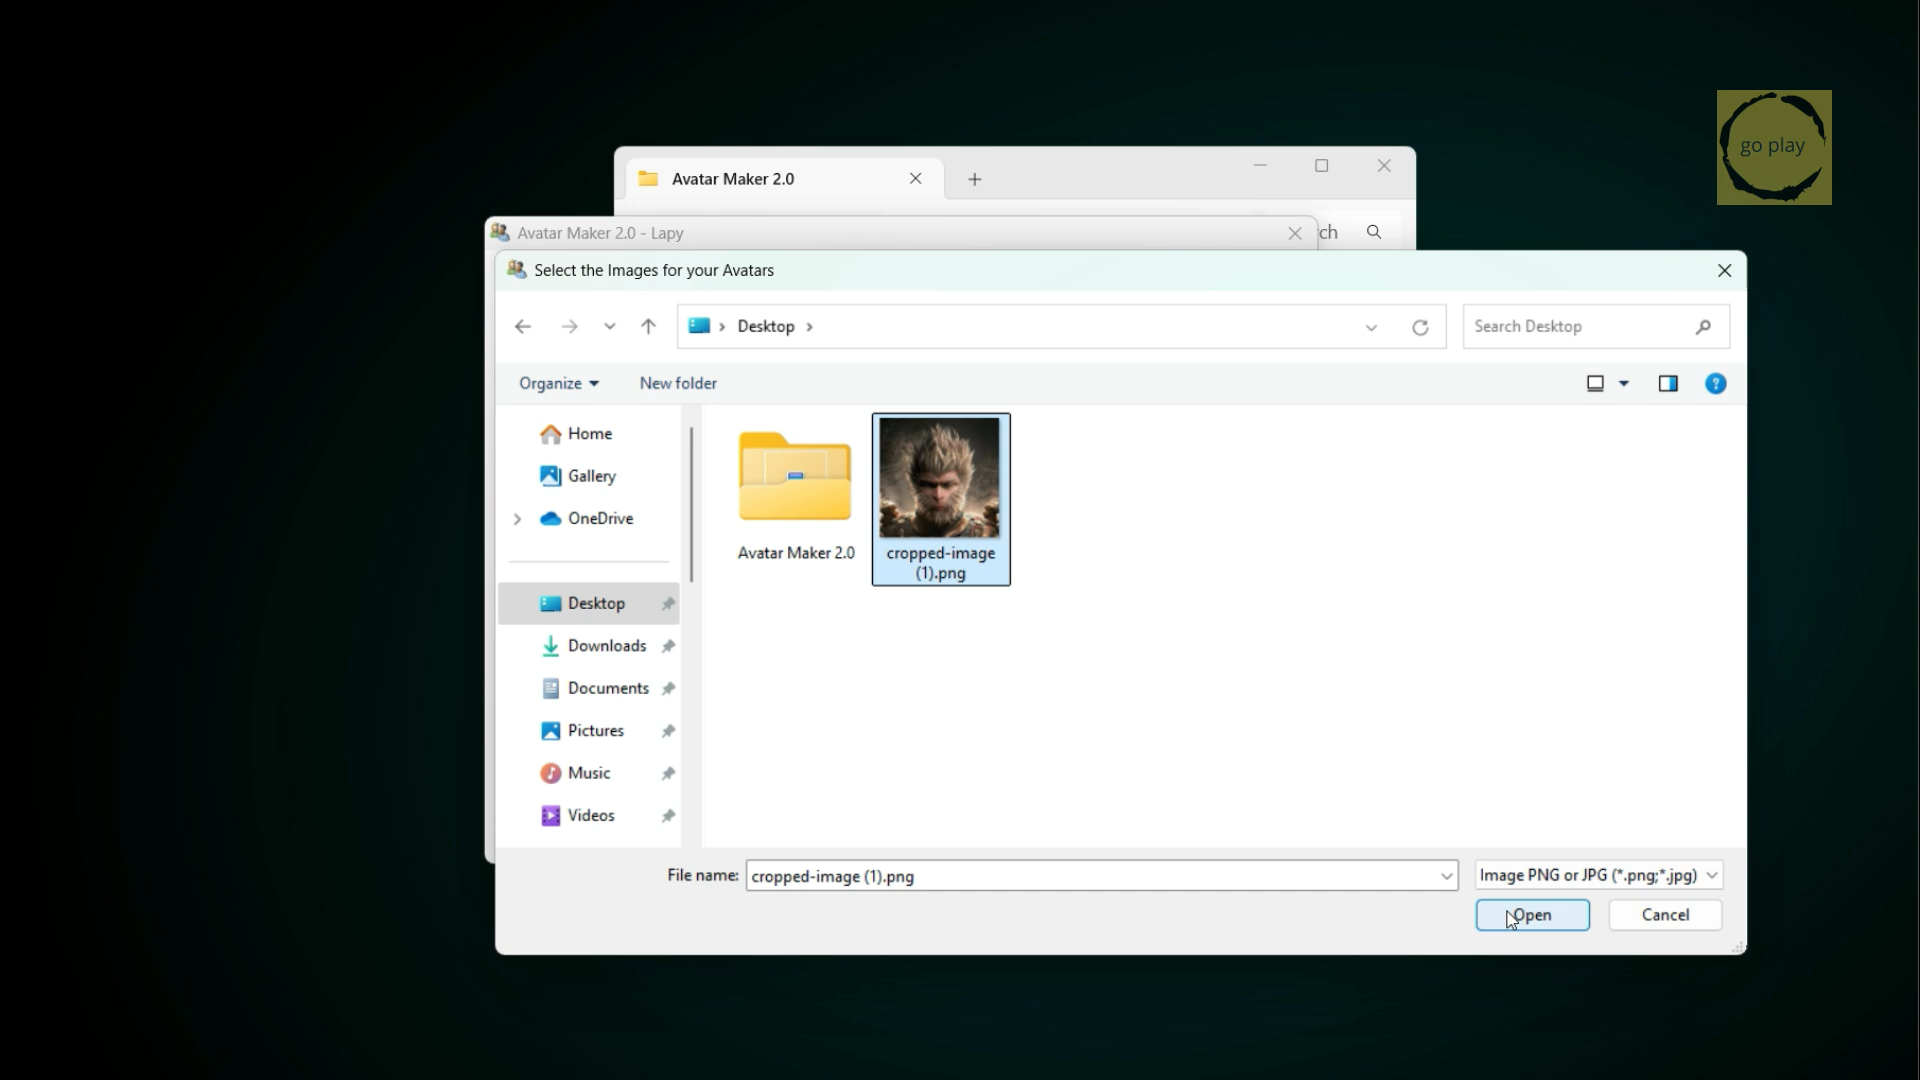 go play
Avatar Maker 2.0
ch
Avatar Maker 2.0 - Lapy
Select the Images for your Avatars
Desktop
Search Desktop
Organize
New folder
Home
Gallery
OneDrive
Desktop
Downloads
Documents
Pictures
Music
Videos
Avatar Maker 2.0
cropped-image
(1).png
File name: cropped-image (1).png
Image PNG or JPG (*.png;*.jpg)
Open
Cancel